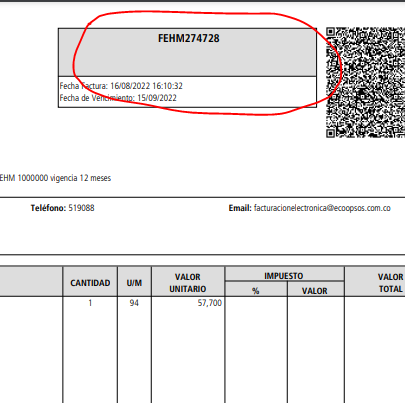 FEHM274728
Fecha Factura: 16/08/2022 16:10:32
Fecha de Vencimiento: 15/09/2022
EHM 1000000 vigencia 12 meses
Teléfono: 519088 Email: facturacionelectronica@ecoopsos.com.co
CANTIDAD U/M VALOR UNITARIO IMPUESTO % VALOR VALOR TOTAL
1 94 57,700